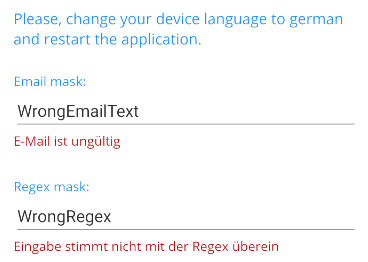 Please, change your device language to german
and restart the application.
Email mask:
WrongEmailText
E-Mail ist ungültig
Regex mask:
WrongRegex
Eingabe stimmt nicht mit der Regex überein